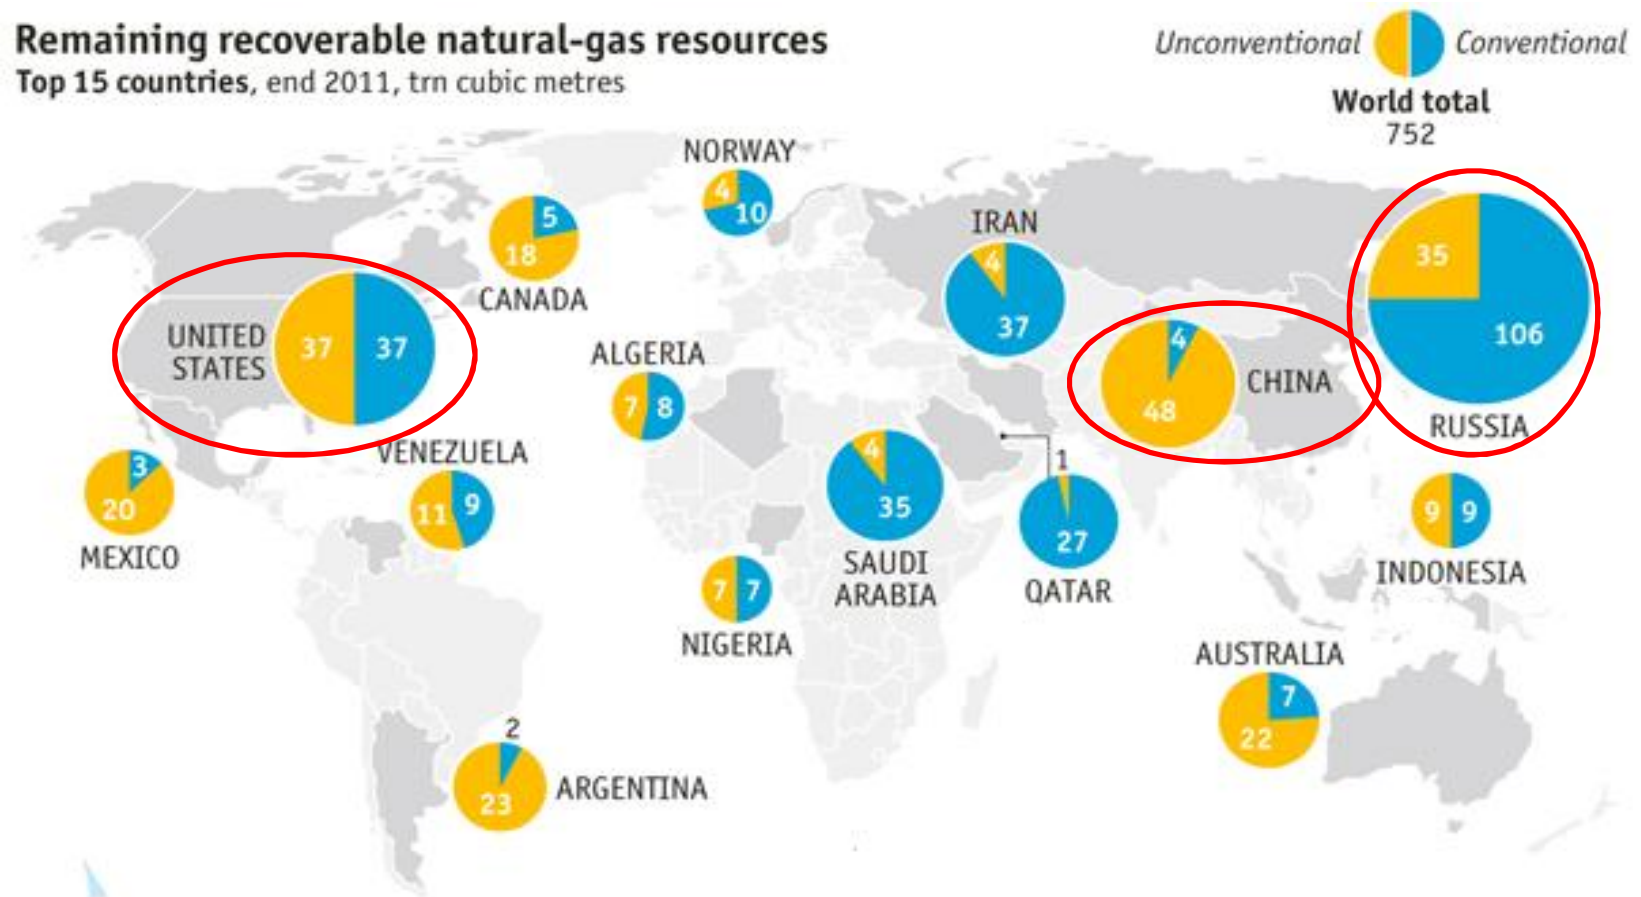 Remaining recoverable natural-gas resources
Top 15 countries, end 2011, trn cubic metres
Unconventional Conventional
World total
752
NORWAY
4
10
5
18
CANADA
IRAN
4
37
35
106
RUSSIA
UNITED
STATES
37 37
ALGERIA
7 8
4
48
CHINA
VENEZUELA
11 9
3
20
MEXICO
4
35
SAUDI
ARABIA
1
27
QATAR
9 9
INDONESIA
7 7
NIGERIA
AUSTRALIA
7
22
2
23
ARGENTINA